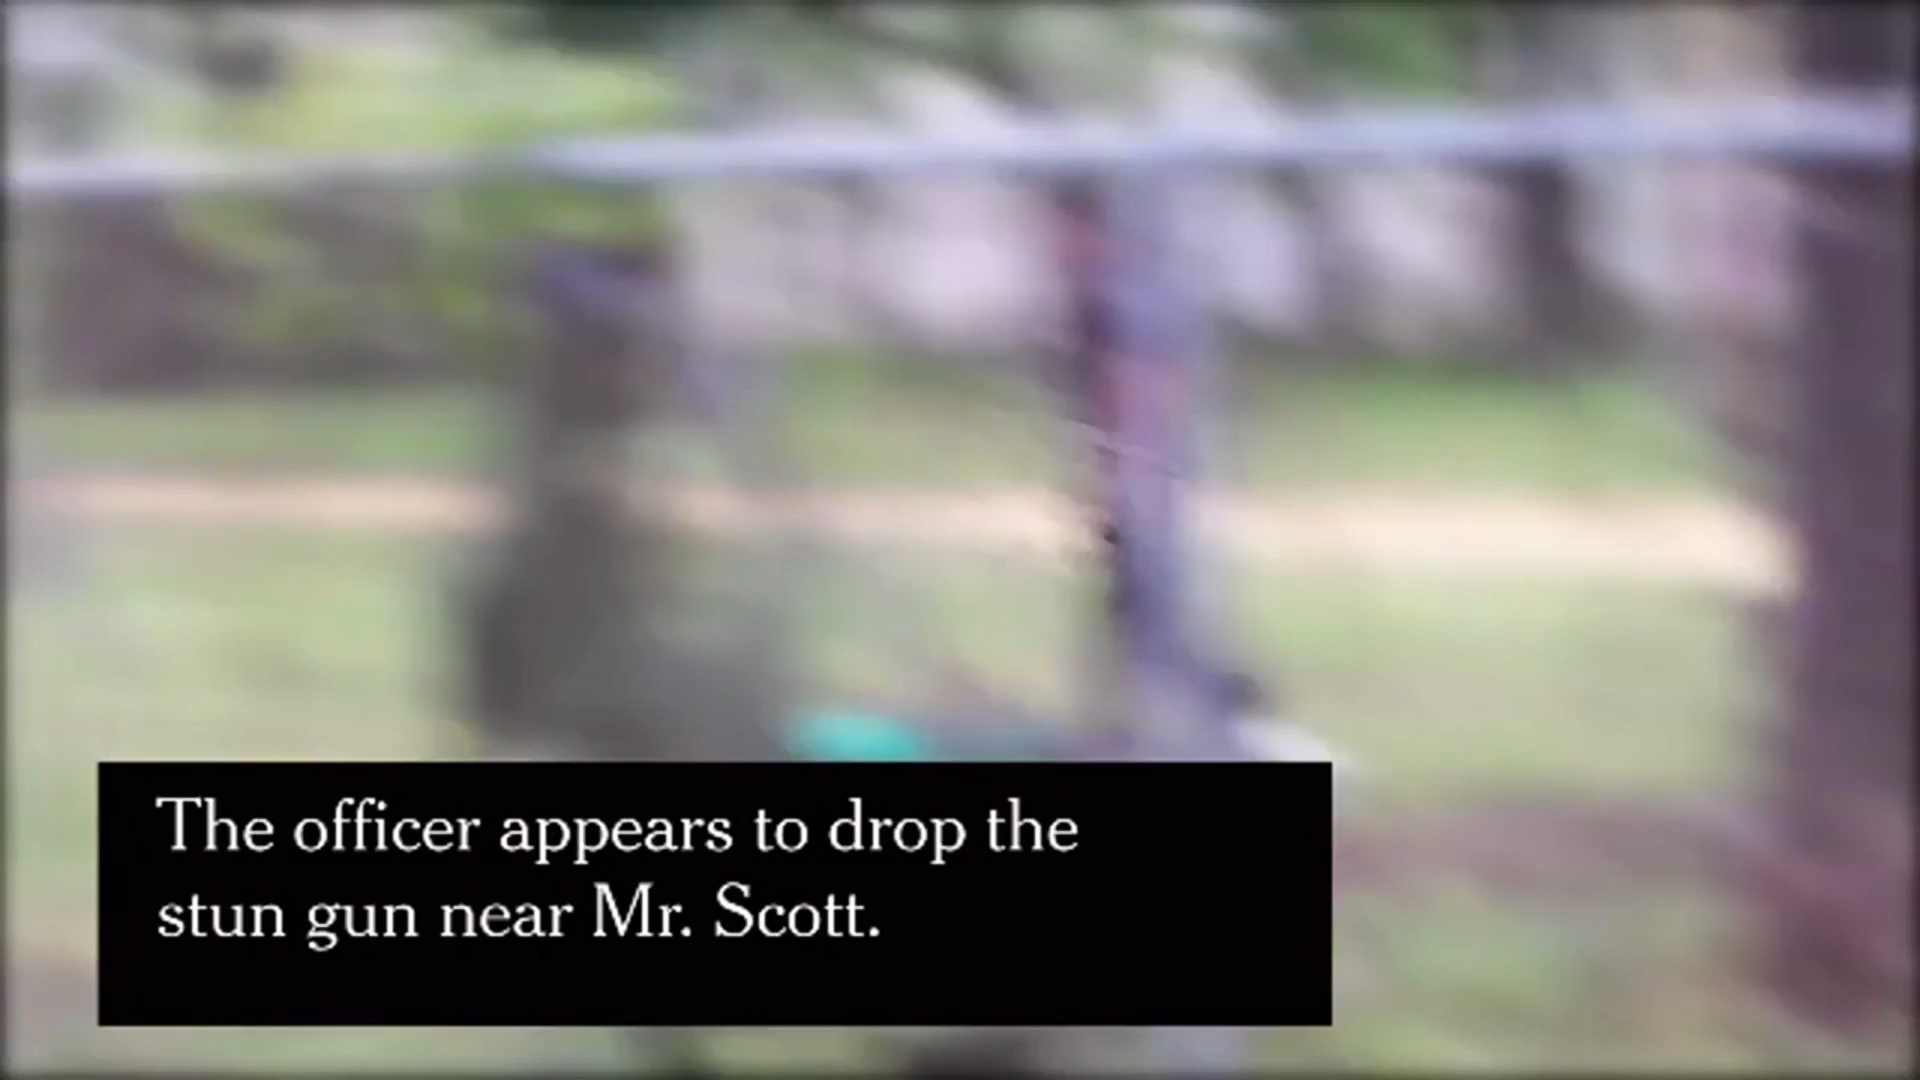 The officer appears to drop the
stun gun near Mr. Scott.